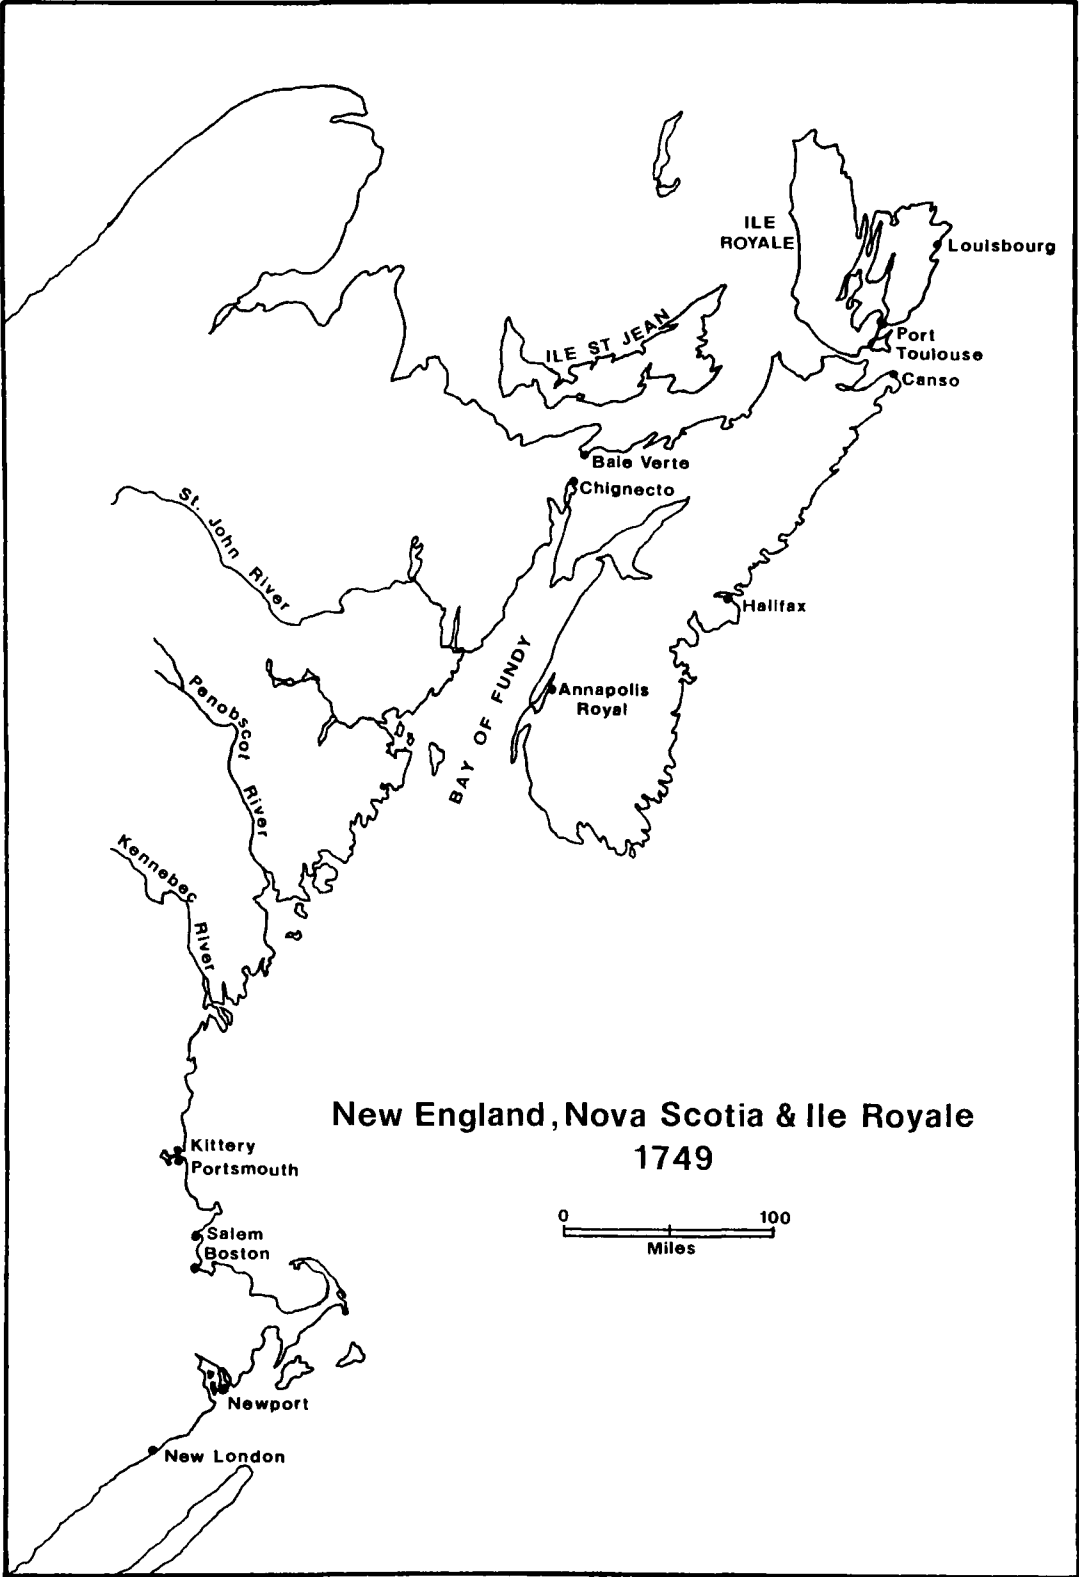 ILE
ROYALE
Louisbourg
ILE ST JEAN
Port
Toulouse
Canso
Baie Verte
Chignecto
St. John River
Halifax
BAY OF FUNDY
Annapolis
Royal
Penobscot River
Kennebec River
New England, Nova Scotia & Ile Royale
1749
Kittery
Portsmouth
0 100
Miles
Salem
Boston
Newport
New London